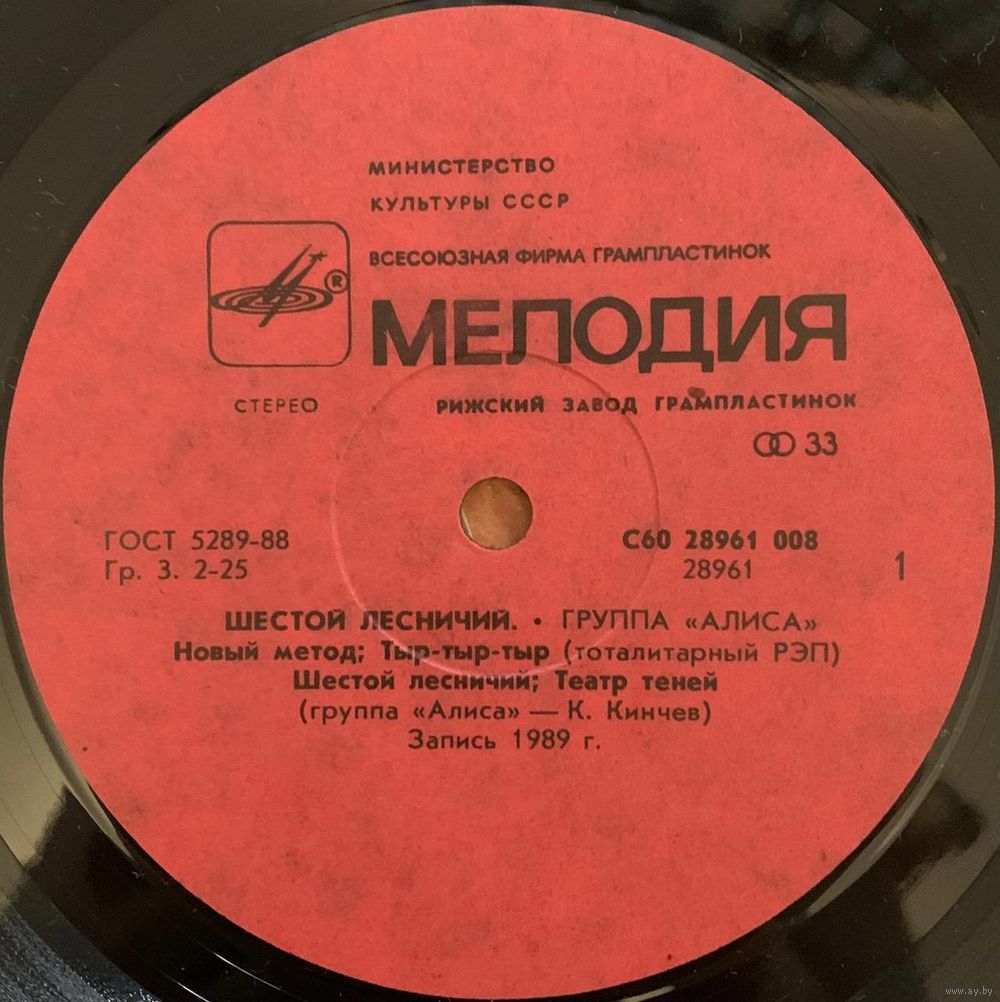 МИНИСТЕРСТВО
КУЛЬТУРЫ СССР
ВСЕСОЮЗНАЯ ФИРМА ГРАМПЛАСТИНОК
®
МЕЛОДИЯ
СТЕРЕО
РИЖСКИЙ ЗАВОД ГРАМПЛАСТИНОК
33
ГОСТ 5289-88
Гр. 3. 2-25
С60 28961 008
28961
1
ШЕСТОЙ ЛЕСНИЧИЙ. • ГРУППА «АЛИСА»
Новый метод; Тыр-тыр-тыр (тоталитарный РЭП)
Шестой лесничий; Театр теней
(группа «Алиса» — К. Кинчев)
Запись 1989 г.
www.ay.by